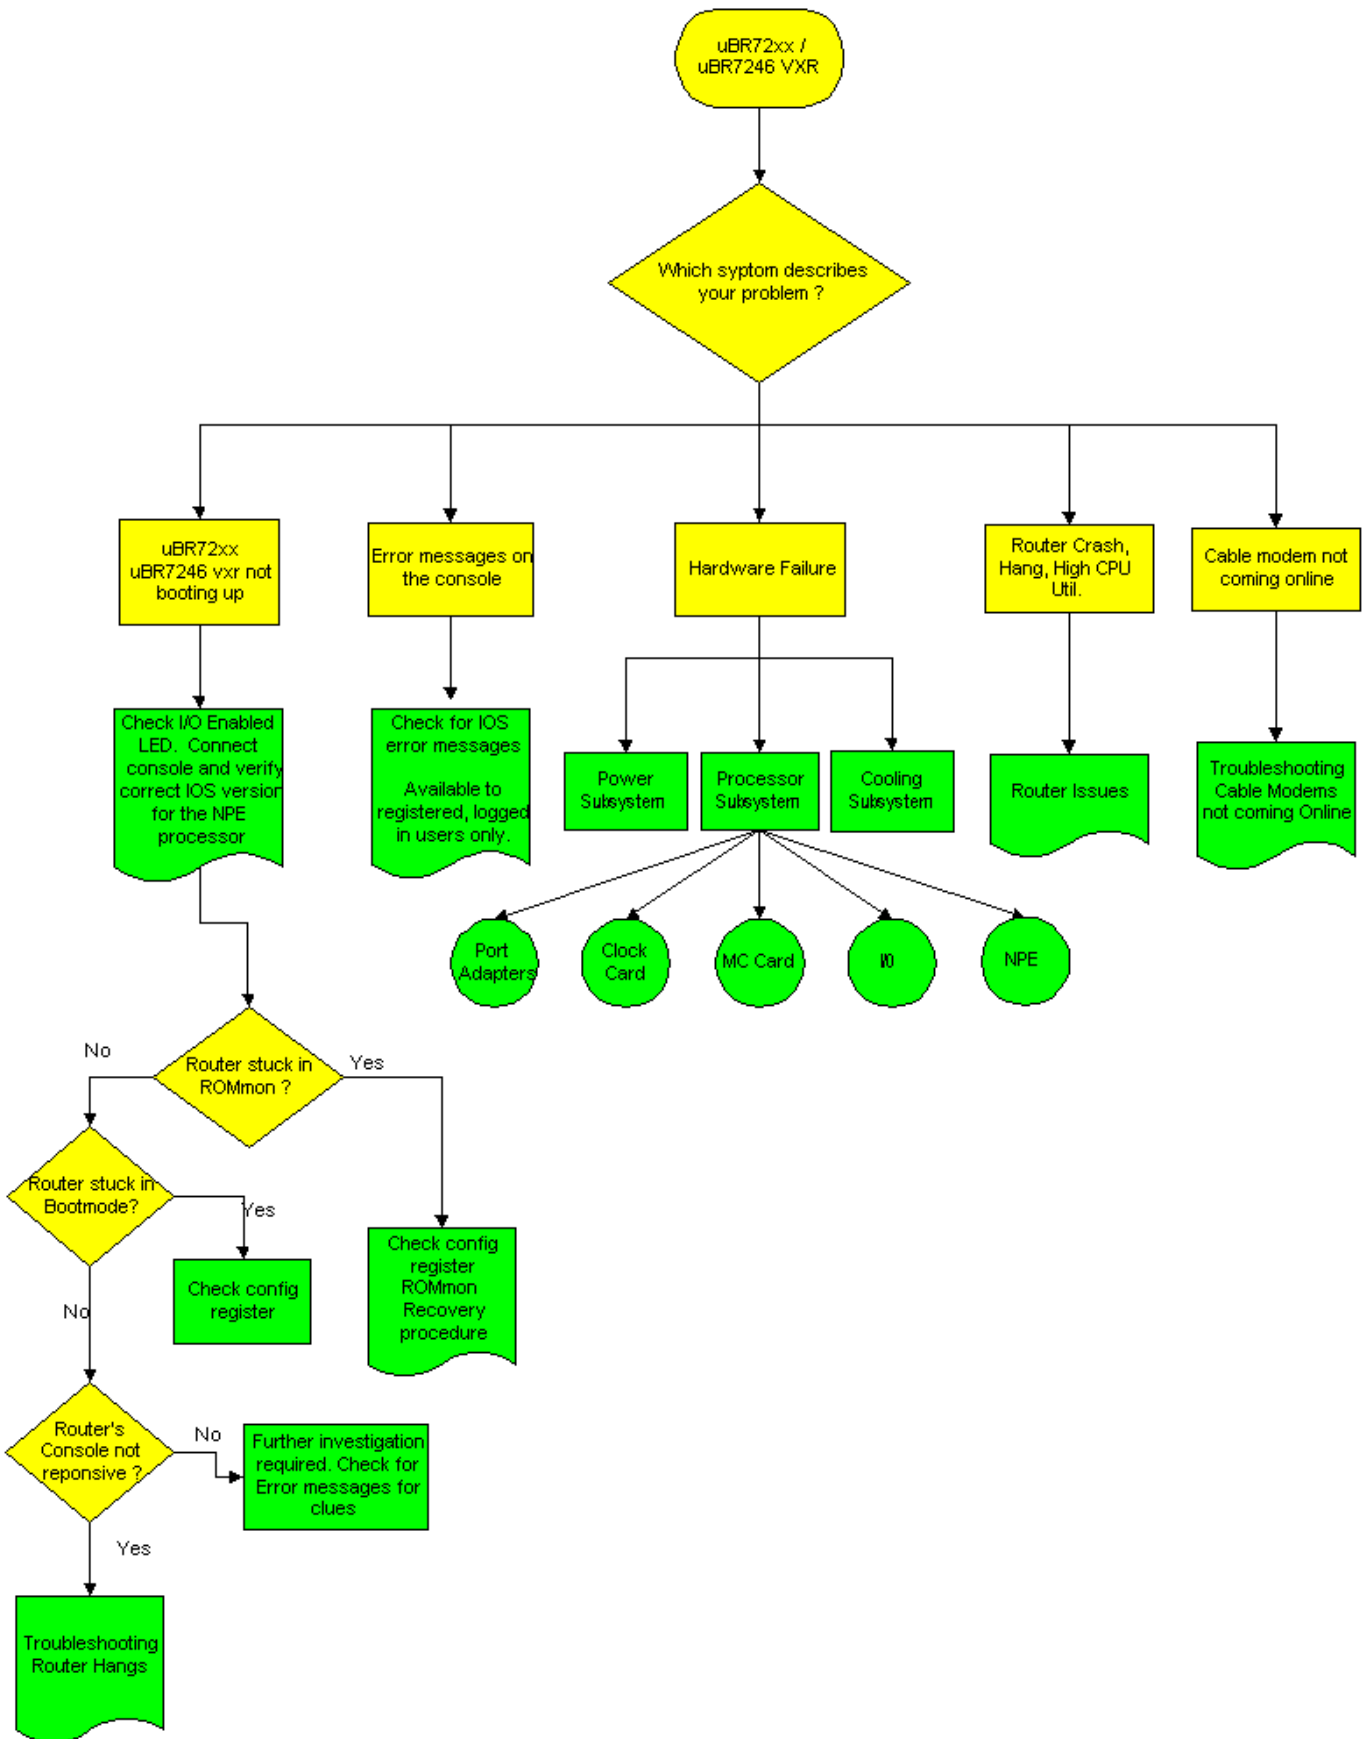 uBR72xx /
uBR7246 VXR
Which syptom describes
your problem ?
uBR72xx
uBR7246 vxr not
booting up
Error messages on
the console
Hardware Failure
Router Crash,
Hang, High CPU
Util.
Cable modem not
coming online
Check I/O Enabled
LED. Connect
console and verify
correct IOS version
for the NPE
processor
Check for IOS
error messages
Available to
registered, logged
in users only.
Power
Subsystem
Processor
Subsystem
Cooling
Subsystem
Router Issues
Troubleshooting
Cable Modems
not coming Online
Port
Adapters
Clock
Card
MC Card
I/O
NPE
Router stuck in
ROMmon ?
No
Yes
Router stuck in
Bootmode?
Yes
No
Check config
register
Check config
register
ROMmon
Recovery
procedure
Router's
Console not
reponsive ?
No
Yes
Further investigation
required. Check for
Error messages for
clues
Troubleshooting
Router Hangs